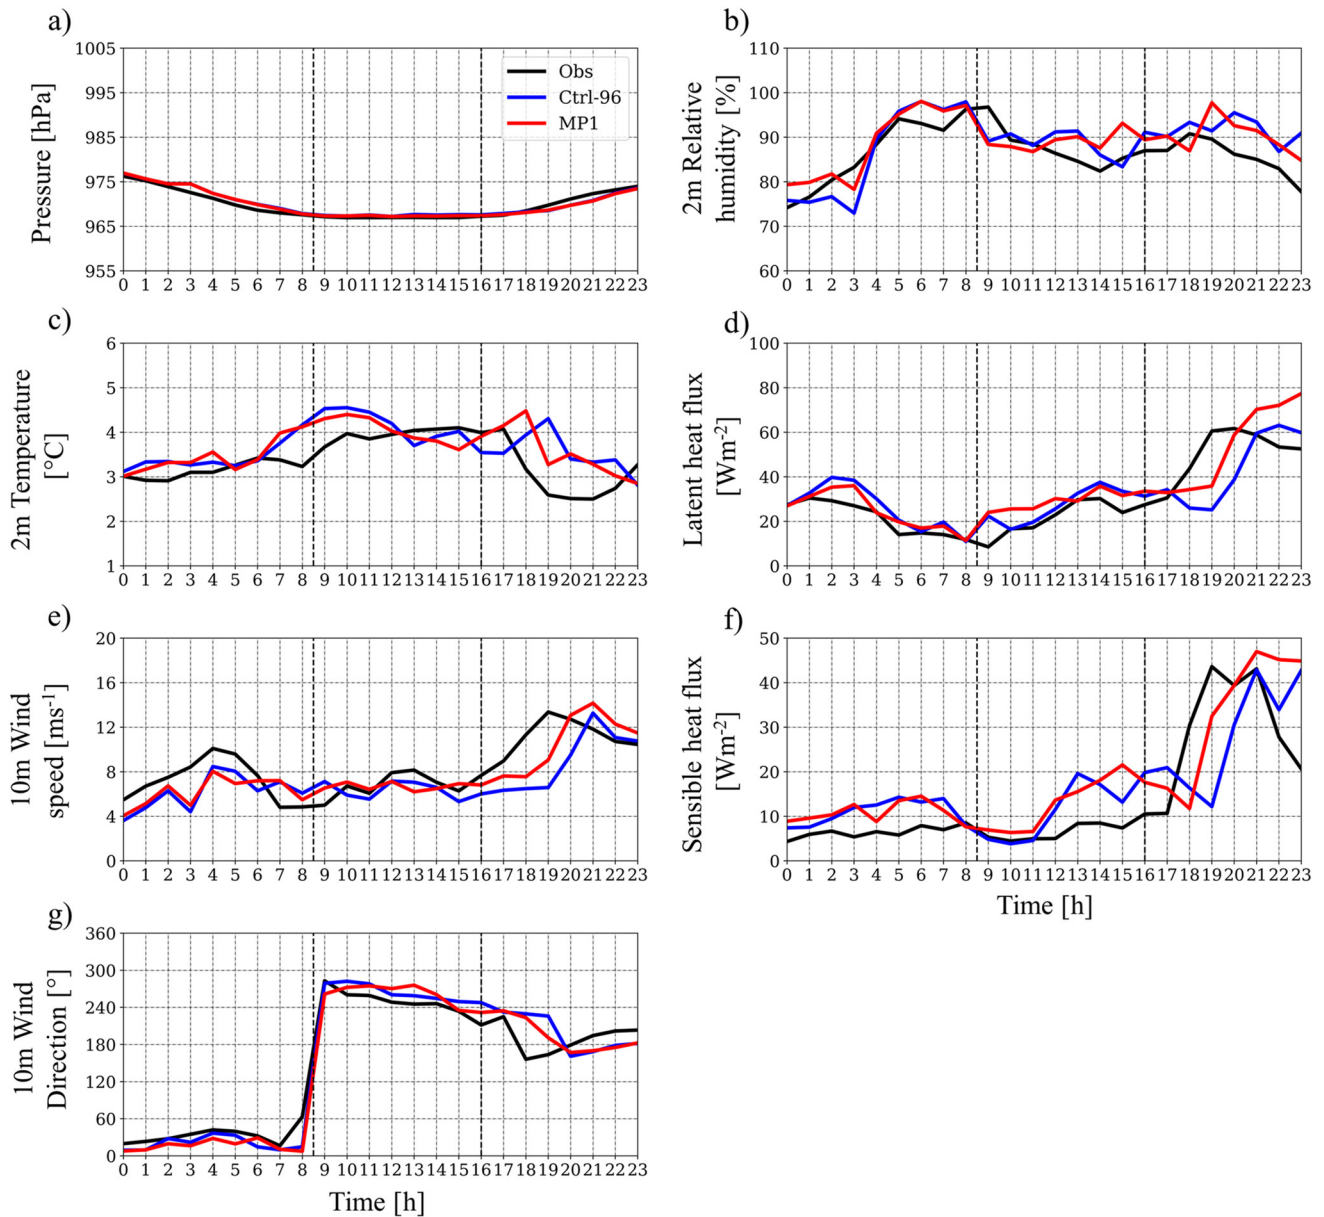 a)
1005
995
985
975
965
955
Pressure [hPa]
Obs
Ctrl-96
MP1
0 1 2 3 4 5 6 7 8 9 10 11 12 13 14 15 16 17 18 19 20 21 22 23
b)
110
100
90
80
70
60
2m Relative
humidity [%]
0 1 2 3 4 5 6 7 8 9 10 11 12 13 14 15 16 17 18 19 20 21 22 23
c)
6
5
4
3
2
1
2m Temperature
[°C]
0 1 2 3 4 5 6 7 8 9 10 11 12 13 14 15 16 17 18 19 20 21 22 23
d)
100
80
60
40
20
0
Latent heat flux
[Wm-2]
0 1 2 3 4 5 6 7 8 9 10 11 12 13 14 15 16 17 18 19 20 21 22 23
e)
20
16
12
8
4
0
10m Wind
speed [ms-1]
0 1 2 3 4 5 6 7 8 9 10 11 12 13 14 15 16 17 18 19 20 21 22 23
f)
50
40
30
20
10
0
Sensible heat flux
[Wm-2]
0 1 2 3 4 5 6 7 8 9 10 11 12 13 14 15 16 17 18 19 20 21 22 23
Time [h]
g)
360
300
240
180
120
60
0
10m Wind
Direction [°]
0 1 2 3 4 5 6 7 8 9 10 11 12 13 14 15 16 17 18 19 20 21 22 23
Time [h]